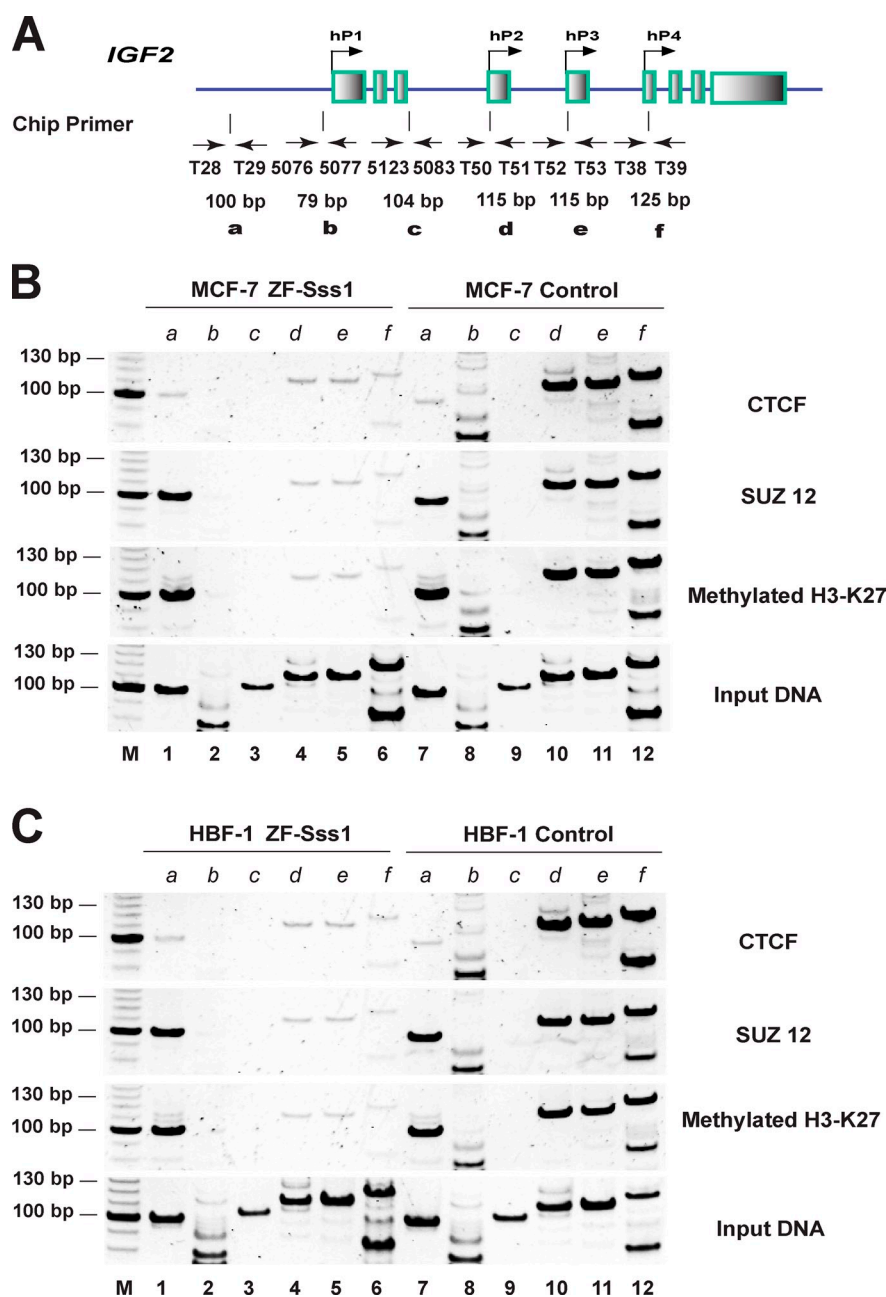 A
IGF2
hP1 hP2 hP3 hP4
Chip Primer
T28 T29 5076 5077 5123 5083 T50 T51 T52 T53 T38 T39
100 bp 79 bp 104 bp 115 bp 115 bp 125 bp
a b c d e f
B
MCF-7 ZF-Sss1 MCF-7 Control
a b c d e f a b c d e f
130 bp
100 bp
CTCF
130 bp
100 bp
SUZ 12
130 bp
100 bp
Methylated H3-K27
130 bp
100 bp
Input DNA
M 1 2 3 4 5 6 7 8 9 10 11 12
C
HBF-1 ZF-Sss1 HBF-1 Control
a b c d e f a b c d e f
130 bp
100 bp
CTCF
130 bp
100 bp
SUZ 12
130 bp
100 bp
Methylated H3-K27
130 bp
100 bp
Input DNA
M 1 2 3 4 5 6 7 8 9 10 11 12